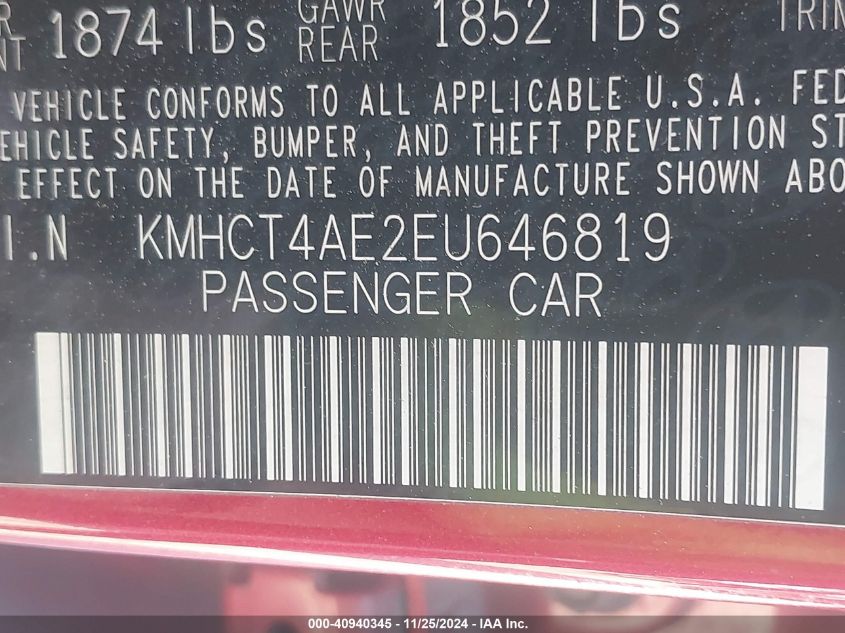 1874 lbs GAWR REAR 1852 lbs
VEHICLE CONFORMS TO ALL APPLICABLE U.S.A. FED
EHICLE SAFETY, BUMPER, AND THEFT PREVENTION ST
EFFECT ON THE DATE OF MANUFACTURE SHOWN ABO
I.N KMHCT4AE2EU646819
PASSENGER CAR
000-40940345 - 11/25/2024 - IAA Inc.